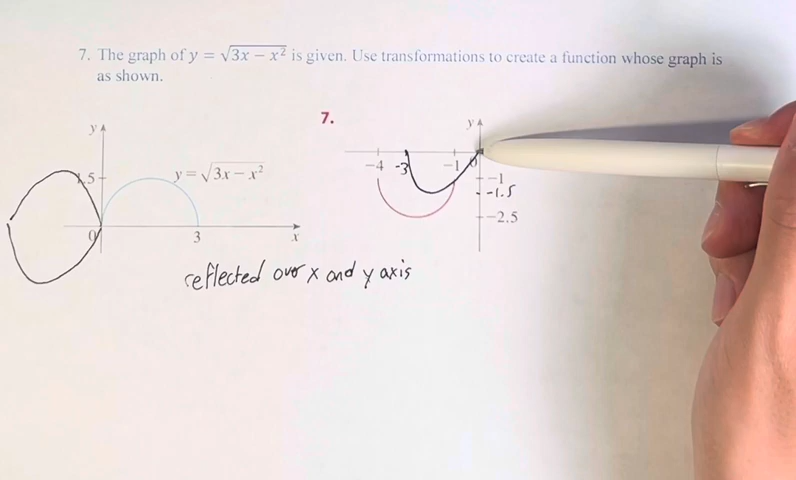 7. The graph of y = √3x – x² is given. Use transformations to create a function whose graph is
as shown.
7.
y
1.5
y = √3x – x²
0
3
x
y
-4 -3 -1 0
-1
-1.5
-2.5
reflected over x and y axis